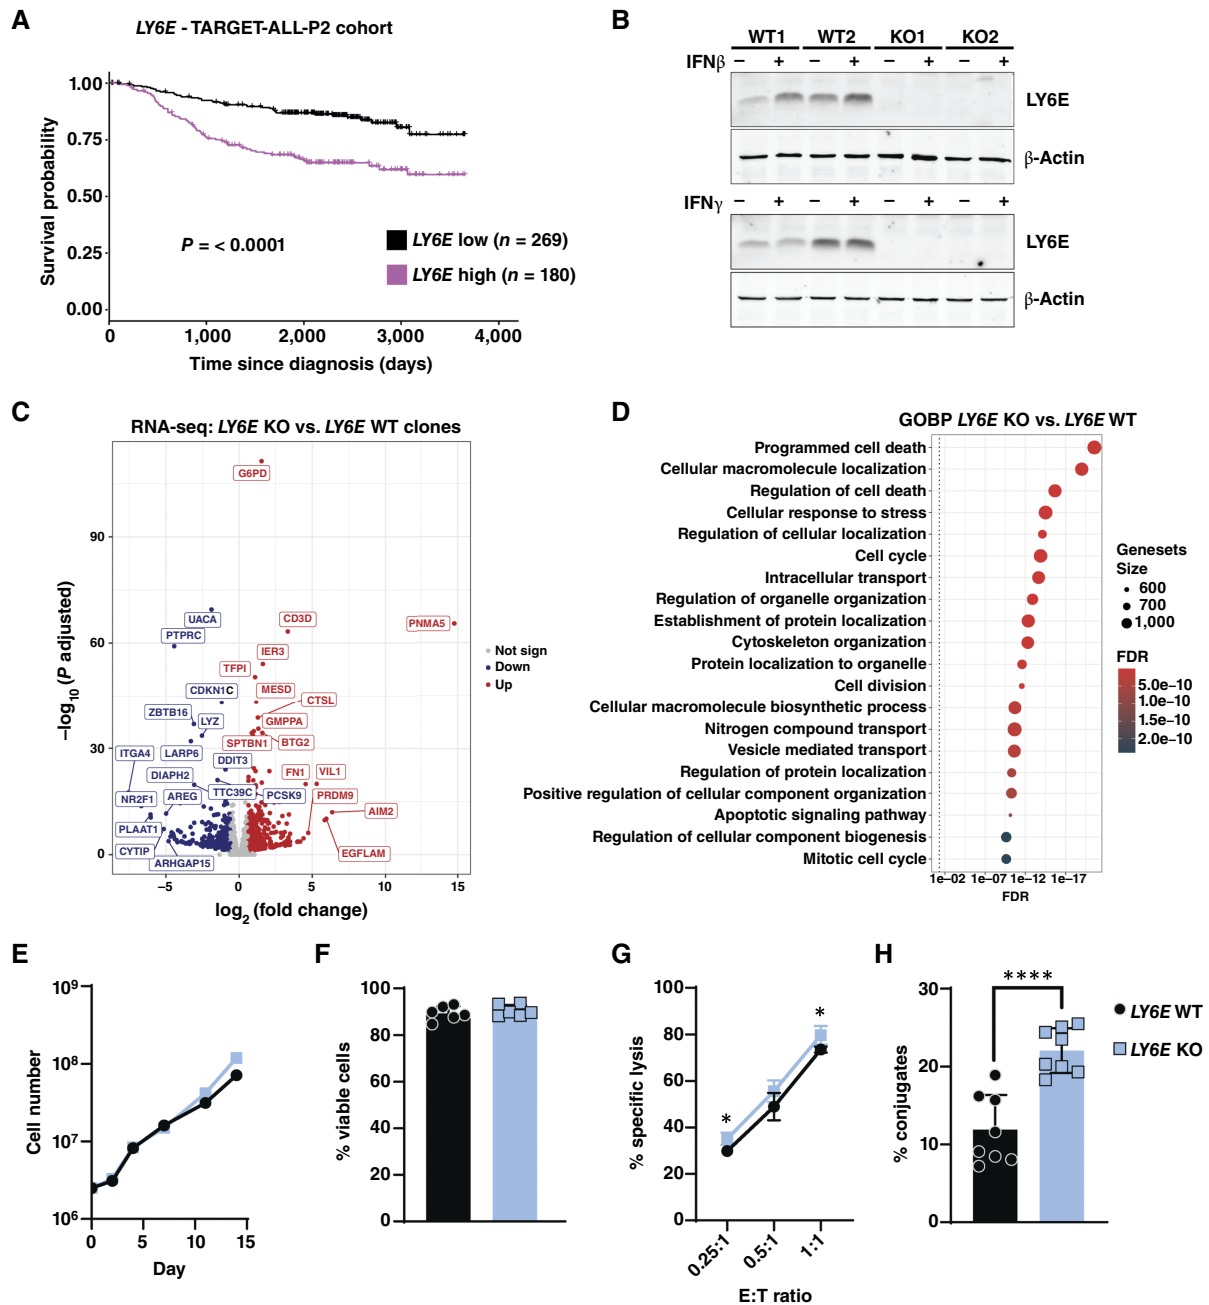 A
LY6E - TARGET-ALL-P2 cohort
Survival probability
1.00
0.75
0.50
0.25
0.00
P = < 0.0001
LY6E low (n = 269)
LY6E high (n = 180)
0 1,000 2,000 3,000 4,000
Time since diagnosis (days)
B
WT1 WT2 KO1 KO2
IFNβ − + − + − + − +
LY6E
β-Actin
IFNγ − + − + − + − +
LY6E
β-Actin
C
RNA-seq: LY6E KO vs. LY6E WT clones
−log10 (P adjusted)
90
60
30
0
G6PD
UACA
PTPRC
CD3D
PNMA5
IER3
TFPI
CDKN1C
MESD
CTSL
ZBTB16
LYZ
GMPPA
SPTBN1
BTG2
ITGA4
LARP6
DDIT3
DIAPH2
FN1
VIL1
NR2F1
AREG
TTC39C
PCSK9
PRDM9
AIM2
PLAAT1
CYTIP
ARHGAP15
EGFLAM
Not sign
Down
Up
−5 0 5 10 15
log2 (fold change)
D
GOBP LY6E KO vs. LY6E WT
Programmed cell death
Cellular macromolecule localization
Regulation of cell death
Cellular response to stress
Regulation of cellular localization
Cell cycle
Intracellular transport
Regulation of organelle organization
Establishment of protein localization
Cytoskeleton organization
Protein localization to organelle
Cell division
Cellular macromolecule biosynthetic process
Nitrogen compound transport
Vesicle mediated transport
Regulation of protein localization
Positive regulation of cellular component organization
Apoptotic signaling pathway
Regulation of cellular component biogenesis
Mitotic cell cycle
1e−02 1e−07 1e−12 1e−17
FDR
Genesets
Size
600
700
1,000
FDR
5.0e−10
1.0e−10
1.5e−10
2.0e−10
E
Cell number
10⁹
10⁸
10⁷
10⁶
0 5 10 15
Day
F
% viable cells
100
80
60
40
20
0
G
% specific lysis
100
80
60
40
20
0
*
*
0.25:1 0.5:1 1:1
E:T ratio
H
% conjugates
30
20
10
0
****
LY6E WT
LY6E KO